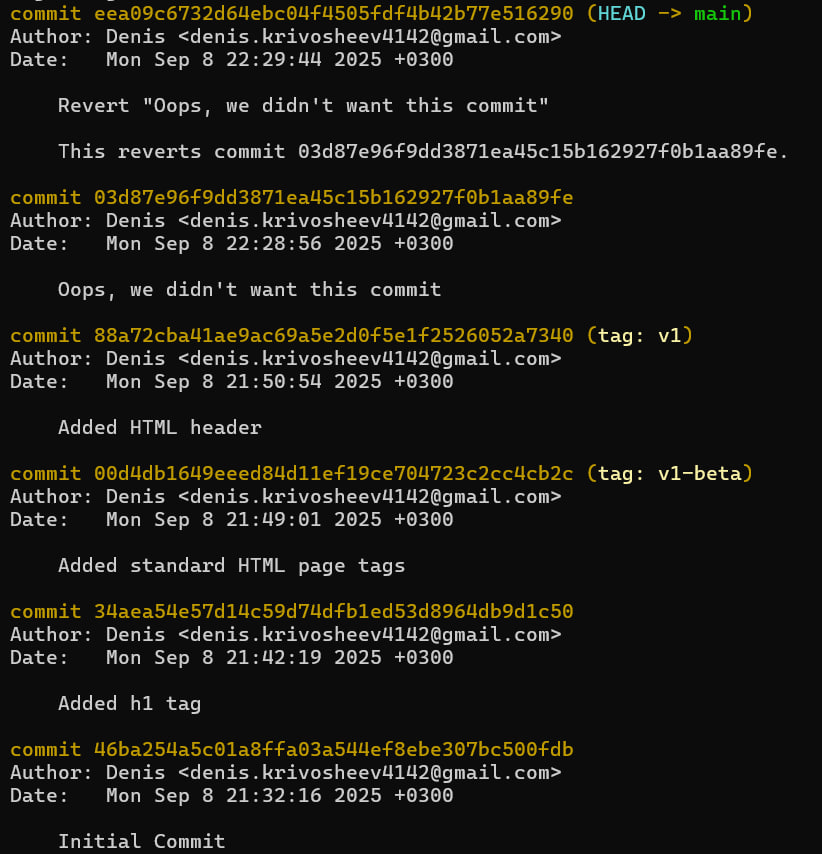 commit eea09c6732d64ebc04f4505fdf4b42b77e516290 (HEAD -> main)
Author: Denis <denis.krivosheev4142@gmail.com>
Date:   Mon Sep 8 22:29:44 2025 +0300
Revert "Oops, we didn't want this commit"
This reverts commit 03d87e96f9dd3871ea45c15b162927f0b1aa89fe.
commit 03d87e96f9dd3871ea45c15b162927f0b1aa89fe
Author: Denis <denis.krivosheev4142@gmail.com>
Date:   Mon Sep 8 22:28:56 2025 +0300
Oops, we didn't want this commit
commit 88a72cba41ae9ac69a5e2d0f5e1f2526052a7340 (tag: v1)
Author: Denis <denis.krivosheev4142@gmail.com>
Date:   Mon Sep 8 21:50:54 2025 +0300
Added HTML header
commit 00d4db1649eeed84d11ef19ce704723c2cc4cb2c (tag: v1-beta)
Author: Denis <denis.krivosheev4142@gmail.com>
Date:   Mon Sep 8 21:49:01 2025 +0300
Added standard HTML page tags
commit 34aea54e57d14c59d74dfb1ed53d8964db9d1c50
Author: Denis <denis.krivosheev4142@gmail.com>
Date:   Mon Sep 8 21:42:19 2025 +0300
Added h1 tag
commit 46ba254a5c01a8ffa03a544ef8ebe307bc500fdb
Author: Denis <denis.krivosheev4142@gmail.com>
Date:   Mon Sep 8 21:32:16 2025 +0300
Initial Commit